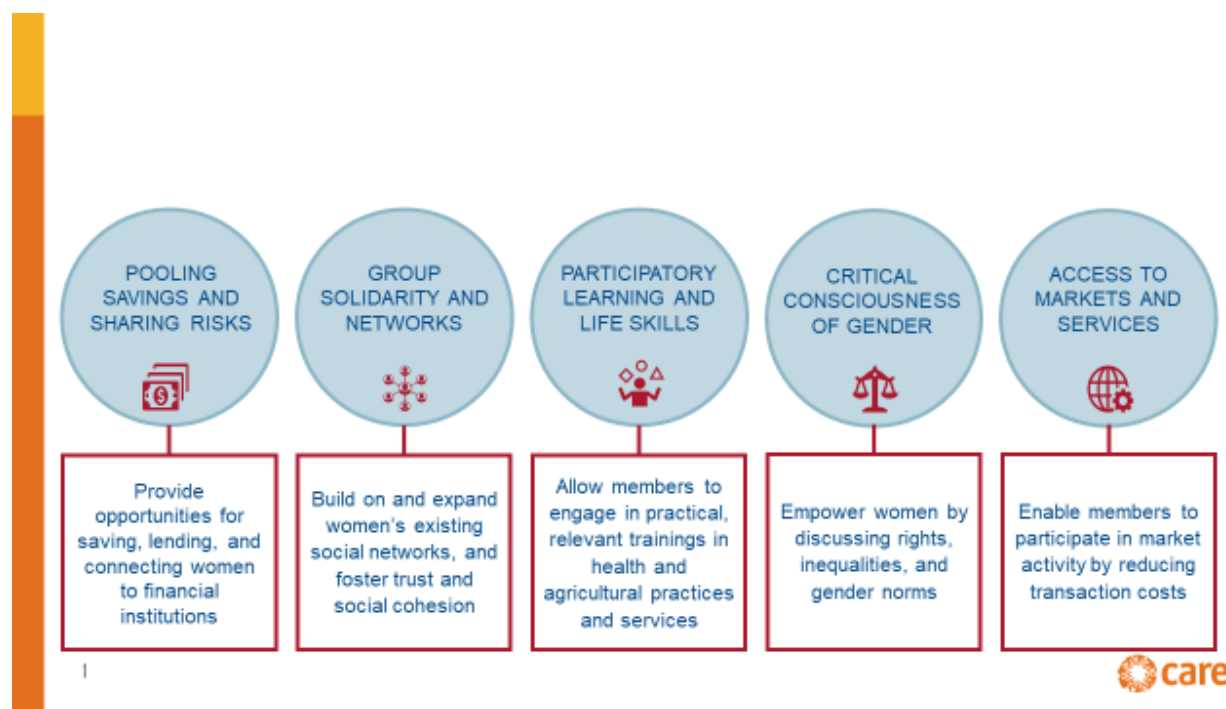 POOLING
SAVINGS AND
SHARING RISKS
GROUP
SOLIDARITY AND
NETWORKS
PARTICIPATORY
LEARNING AND
LIFE SKILLS
CRITICAL
CONSCIOUSNESS
OF GENDER
ACCESS TO
MARKETS AND
SERVICES
Provide
opportunities for
saving, lending, and
connecting women
to financial
institutions
Build on and expand
women's existing
social networks, and
foster trust and
social cohesion
Allow members to
engage in practical,
relevant trainings in
health and
agricultural practices
and services
Empower women by
discussing rights,
inequalities, and
gender norms
Enable members to
participate in market
activity by reducing
transaction costs
1
care